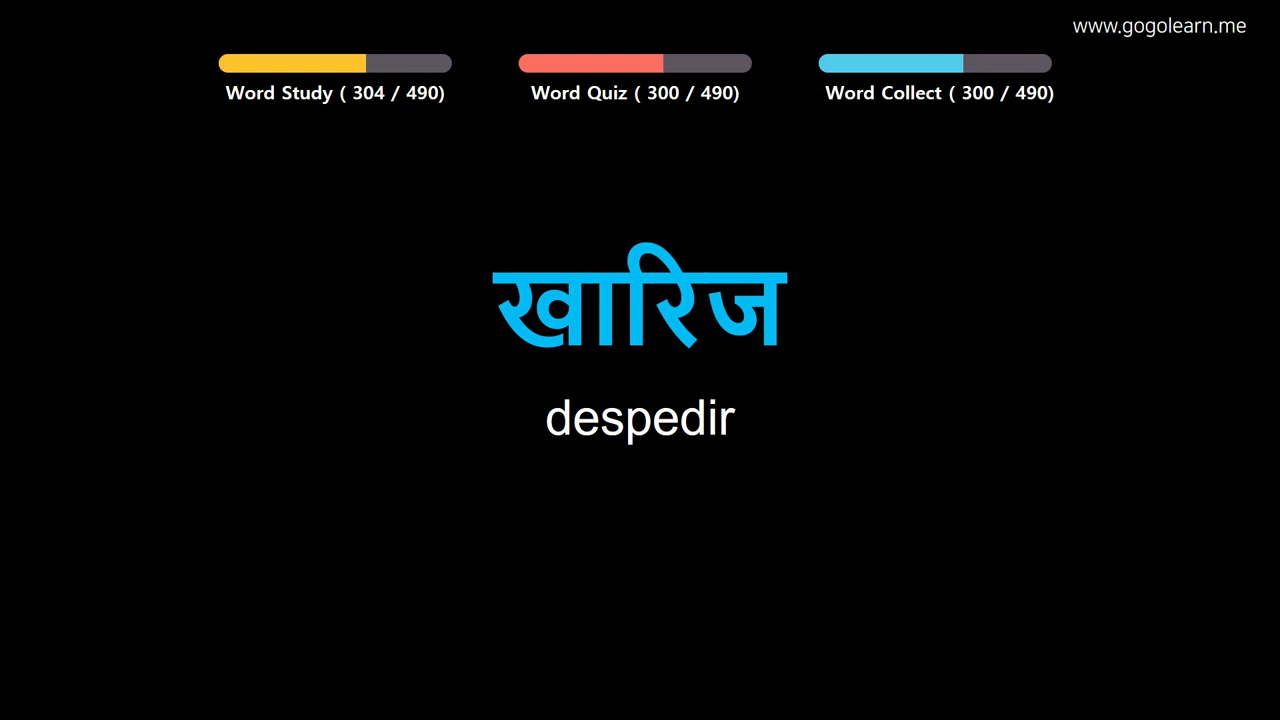 www.gogolearn.me
Word Study ( 304 / 490)
Word Quiz ( 300 / 490)
Word Collect ( 300 / 490)
खारिज
despedir